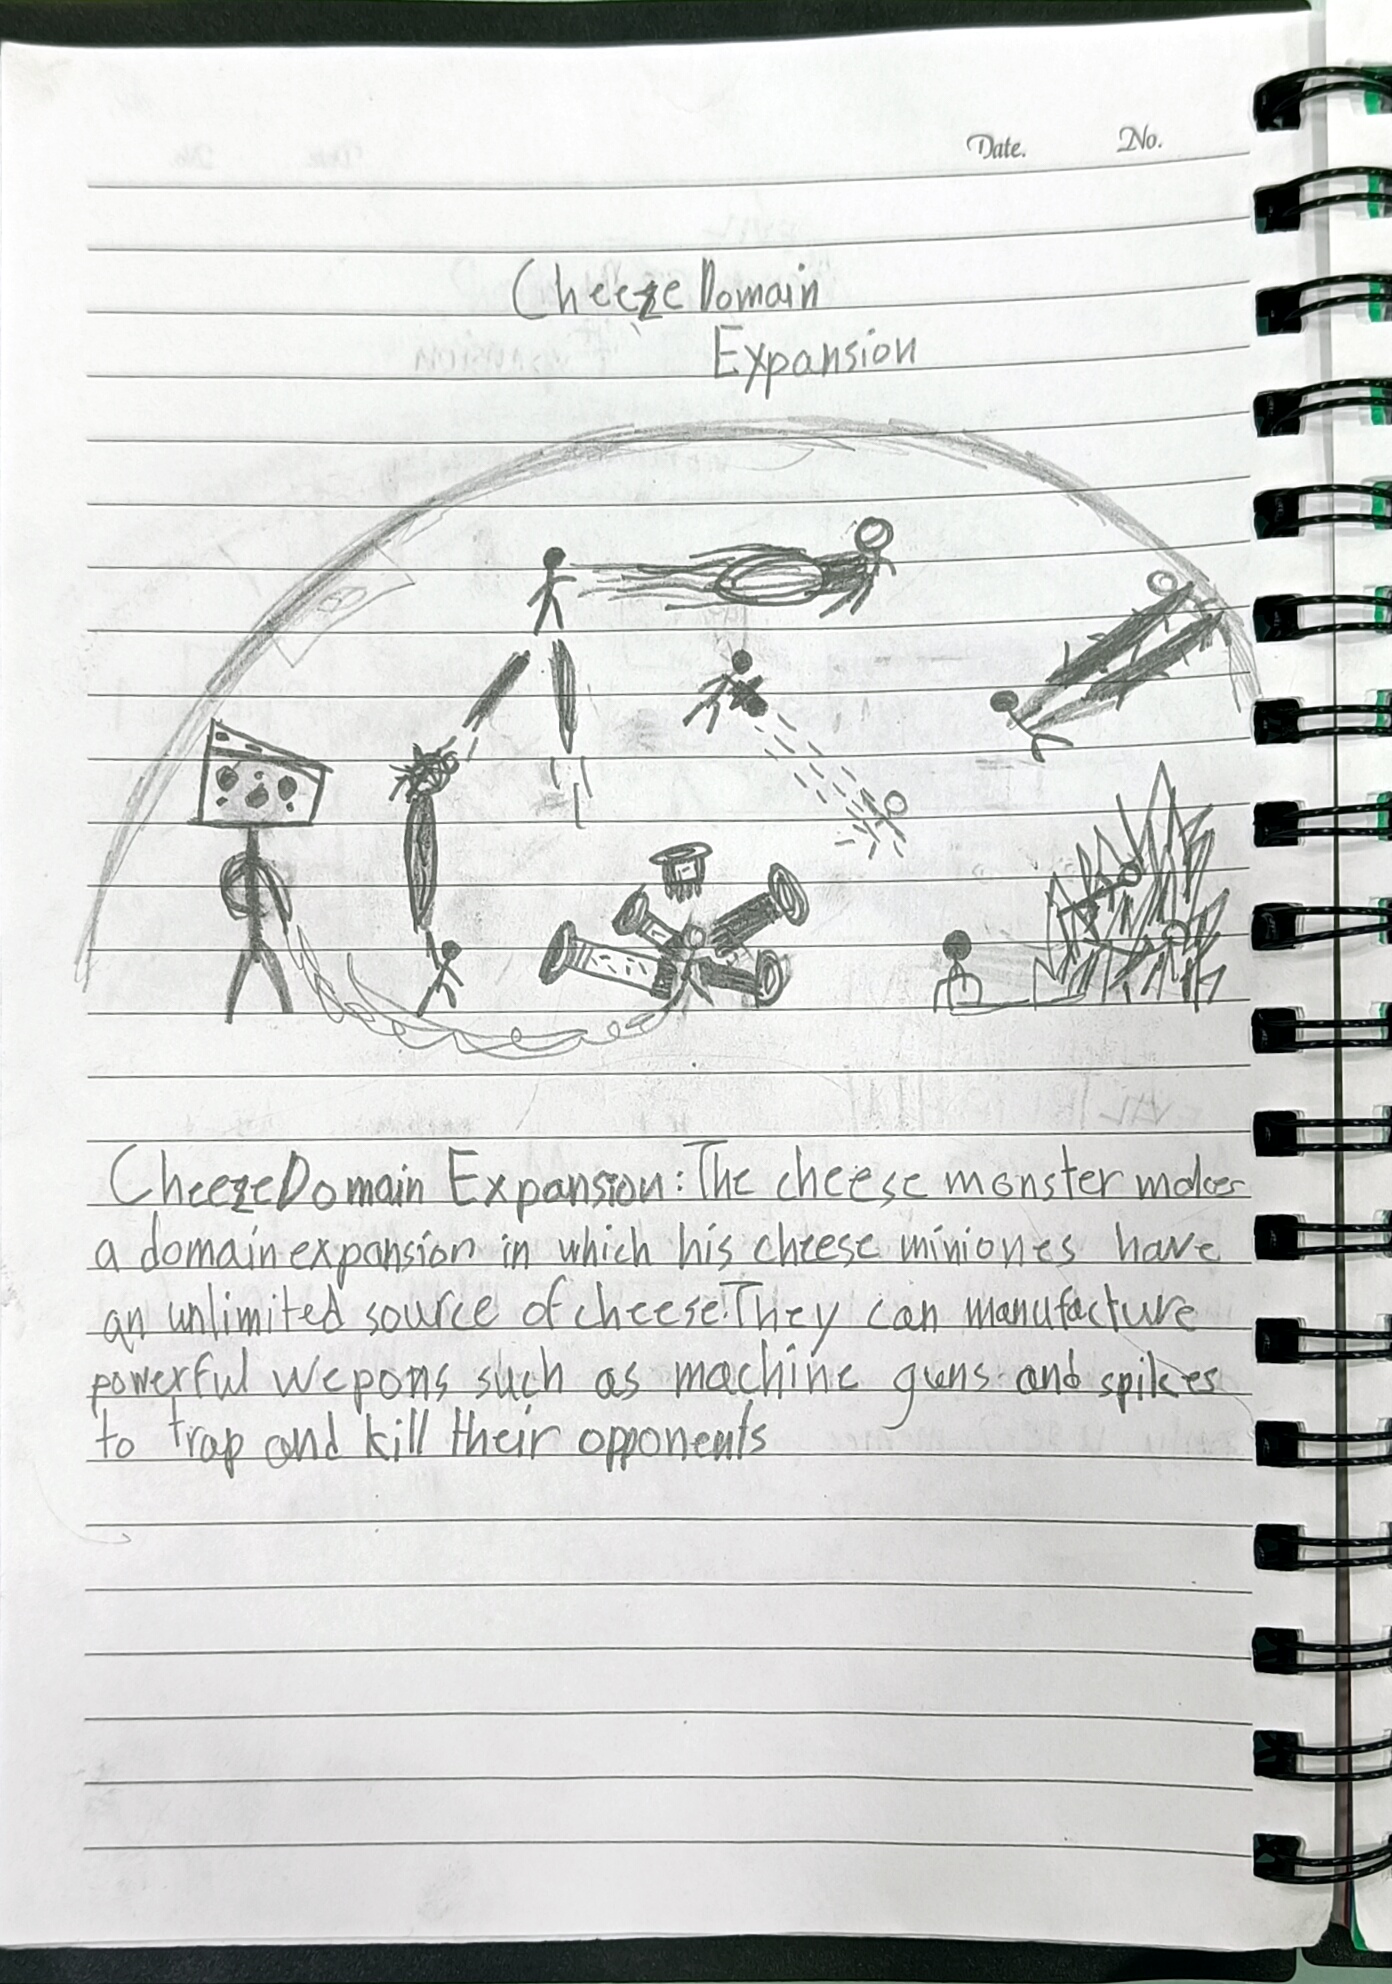 Date. No.
Cheeze Domain
Expansion
Cheeze Domain Expansion: The cheese monster makes
a domain expansion in which his cheese miniones have
an unlimited source of cheese. They can manufacture
powerful wepons such as machine guns and spikes
to trap and kill their opponents